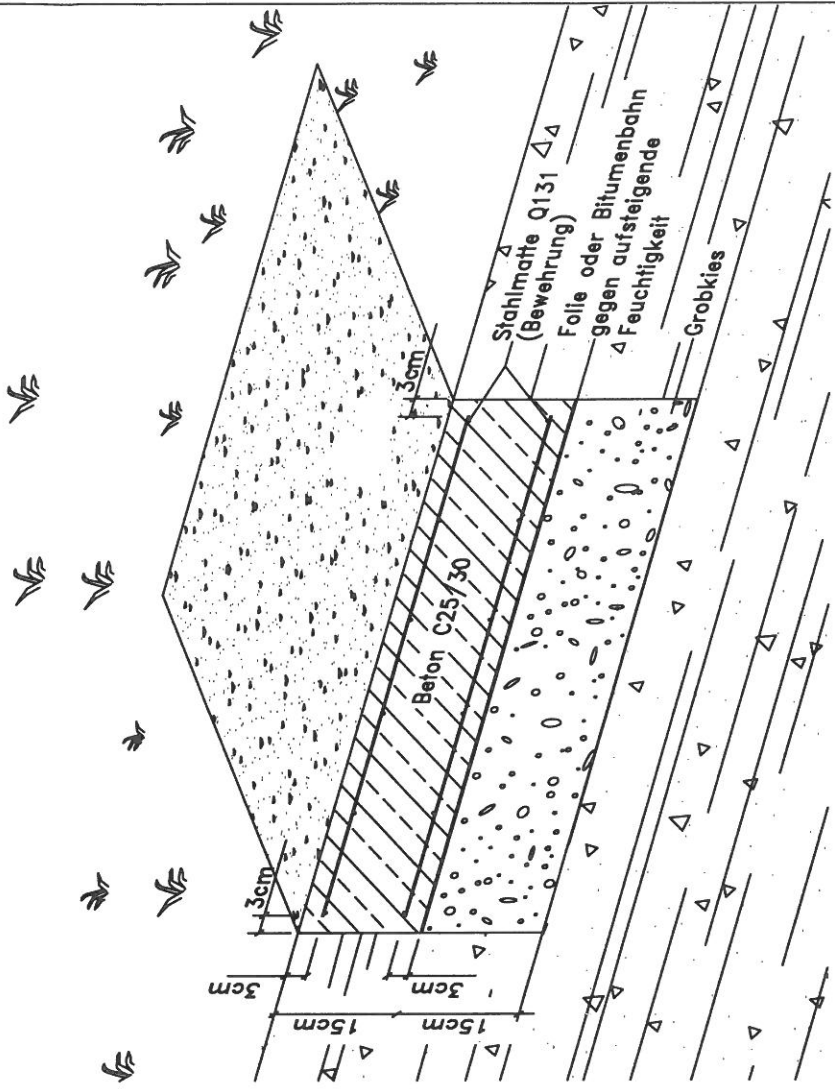 3cm
3cm
Stahlmatte Q131
(Bewehrung)
Folie oder Bitumenbahn
gegen aufsteigende
Feuchtigkeit
Grobkies
Beton C25/30
3cm
3cm
15cm
15cm